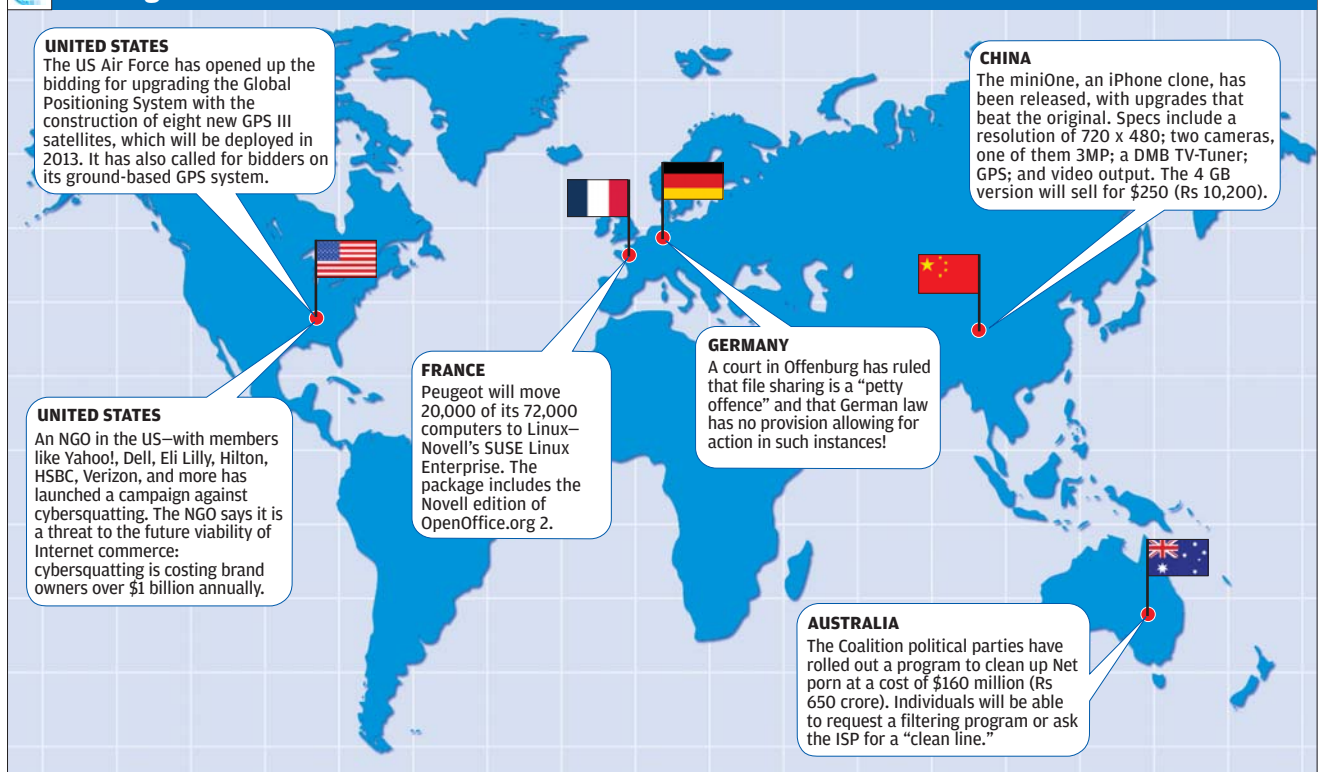 UNITED STATES
The US Air Force has opened up the
bidding for upgrading the Global
Positioning System with the
construction of eight new GPS III
satellites, which will be deployed in
2013. It has also called for bidders on
its ground-based GPS system.
CHINA
The miniOne, an iPhone clone, has
been released, with upgrades that
beat the original. Specs include a
resolution of 720 x 480; two cameras,
one of them 3MP; a DMB TV-Tuner;
GPS; and video output. The 4 GB
version will sell for $250 (Rs 10,200).
UNITED STATES
An NGO in the US—with members
like Yahoo!, Dell, Eli Lilly, Hilton,
HSBC, Verizon, and more has
launched a campaign against
cybersquatting. The NGO says it is
a threat to the future viability of
Internet commerce:
cybersquatting is costing brand
owners over $1 billion annually.
FRANCE
Peugeot will move
20,000 of its 72,000
computers to Linux—
Novell's SUSE Linux
Enterprise. The
package includes the
Novell edition of
OpenOffice.org 2.
GERMANY
A court in Offenburg has ruled
that file sharing is a “petty
offence” and that German law
has no provision allowing for
action in such instances!
AUSTRALIA
The Coalition political parties have
rolled out a program to clean up Net
porn at a cost of $160 million (Rs
650 crore). Individuals will be able
to request a filtering program or ask
the ISP for a “clean line.”